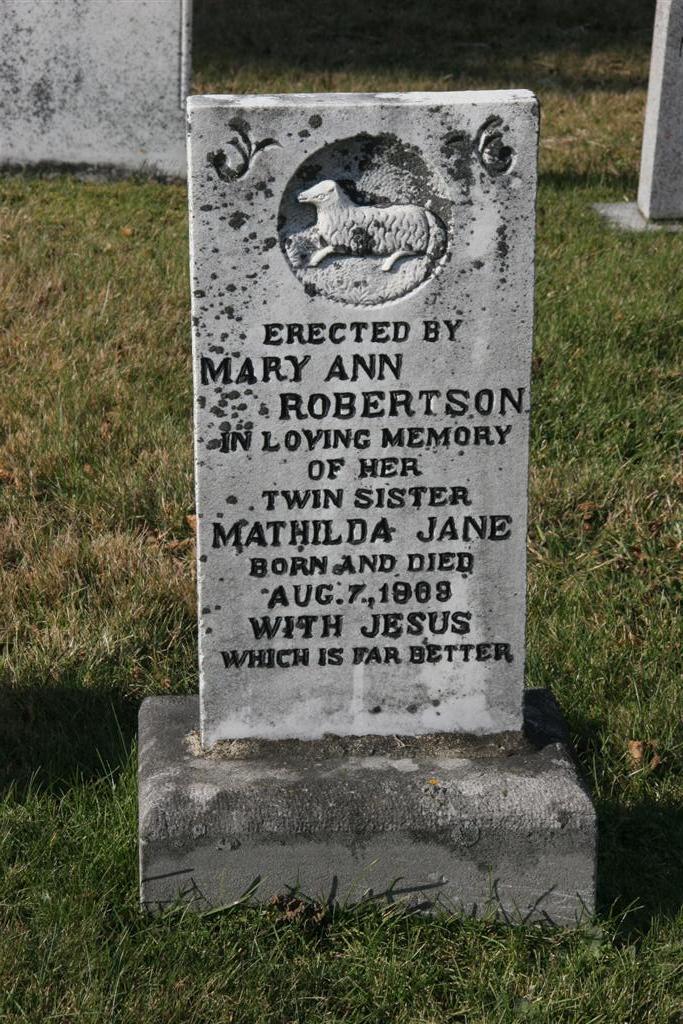 ERECTED BY
MARY ANN
ROBERTSON
IN LOVING MEMORY
OF HER
TWIN SISTER
MATHILDA JANE
BORN AND DIED
AUG. 7, 1909
WITH JESUS
WHICH IS FAR BETTER